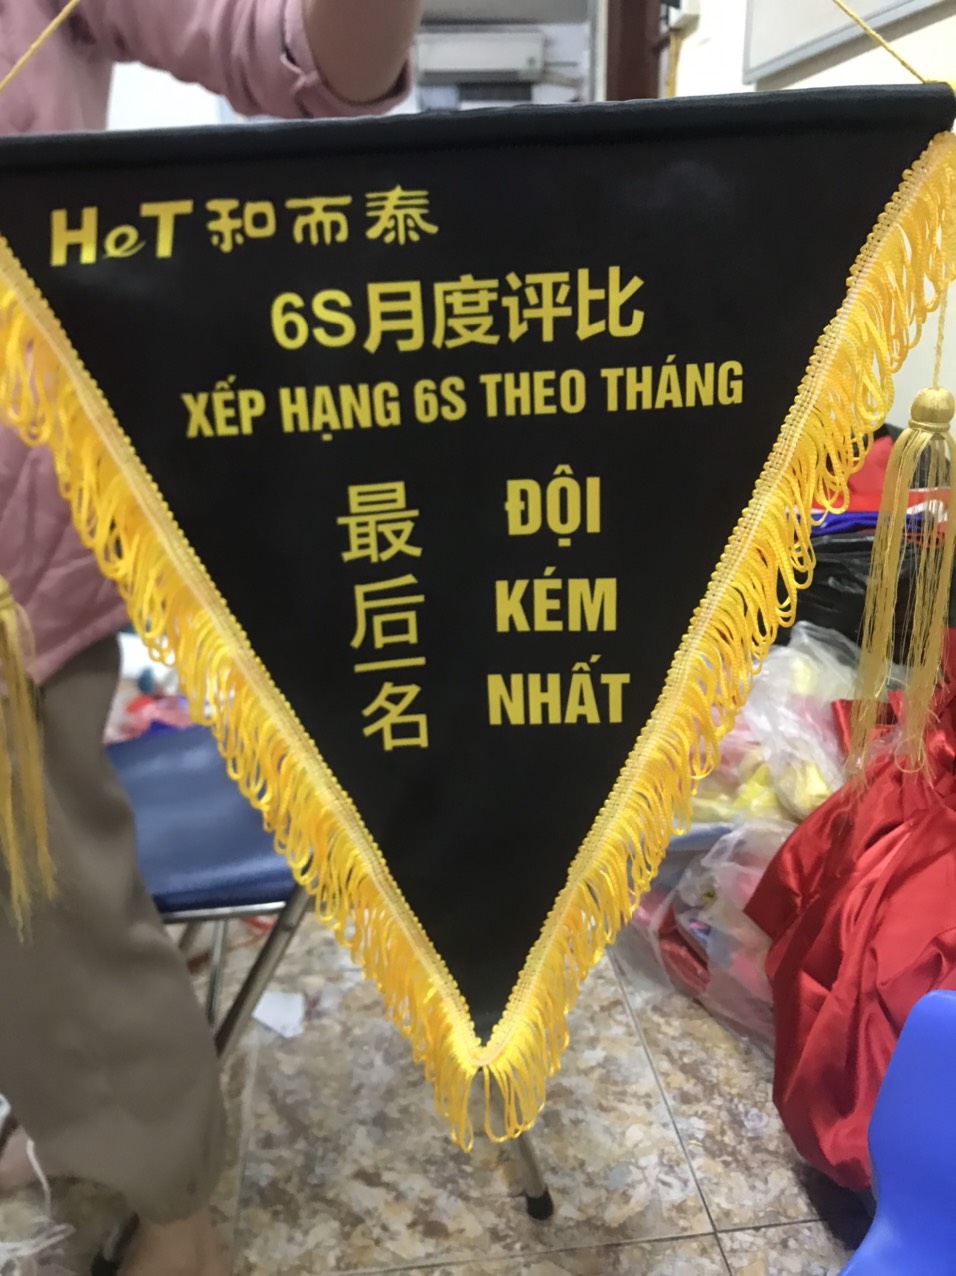 HeT 和而泰
6S月度评比
XẾP HẠNG 6S THEO THÁNG
最后一名
ĐỘI
KÉM
NHẤT